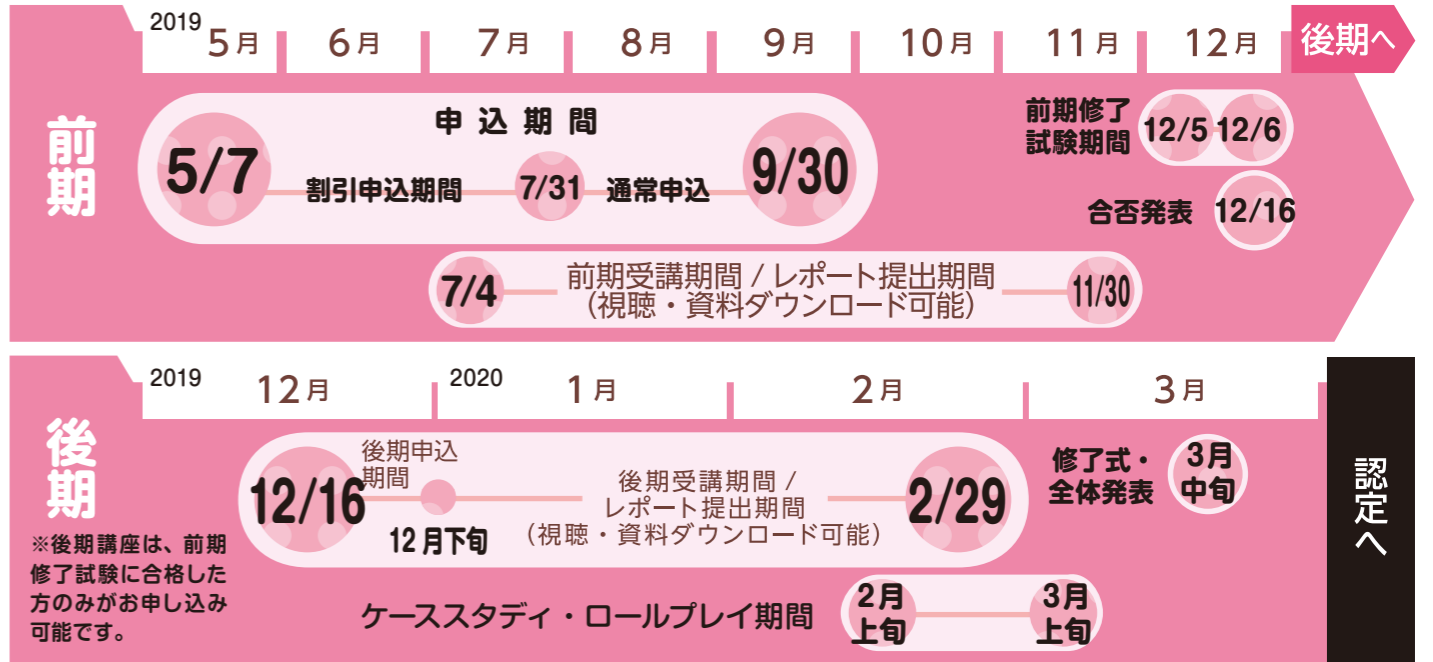 2019
5月 6月 7月 8月 9月 10月 11月 12月 後期へ
前期
申込期間
5/7 割引申込期間 7/31 通常申込 9/30
前期修了
試験期間
12/5 12/6
合否発表 12/16
7/4
前期受講期間 / レポート提出期間
(視聴・資料ダウンロード可能)
11/30
2019 12月 2020 1月 2月 3月
後期
※後期講座は、前期
修了試験に合格した
方のみがお申し込み
可能です。
12/16
後期申込
期間
12月下旬
後期受講期間 /
レポート提出期間
(視聴・資料ダウンロード可能)
2/29
修了式・
全体発表
3月
中旬
ケーススタディ・ロールプレイ期間
2月
上旬
3月
上旬
認定へ